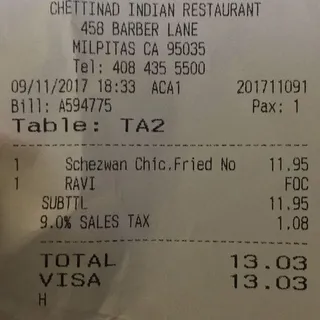 CHETTINAD INDIAN RESTAURANT
458 BARBER LANE
MILPITAS CA 95035
Tel: 408 435 5500
09/11/2017 18:33 ACA1 201711091
Bill: A594775 Pax: 1
Table: TA2
1 Schezwan Chic.Fried No 11.95
1 RAVI FOC
SUBTTL 11.95
9.0% SALES TAX 1.08
TOTAL 13.03
VISA 13.03
H